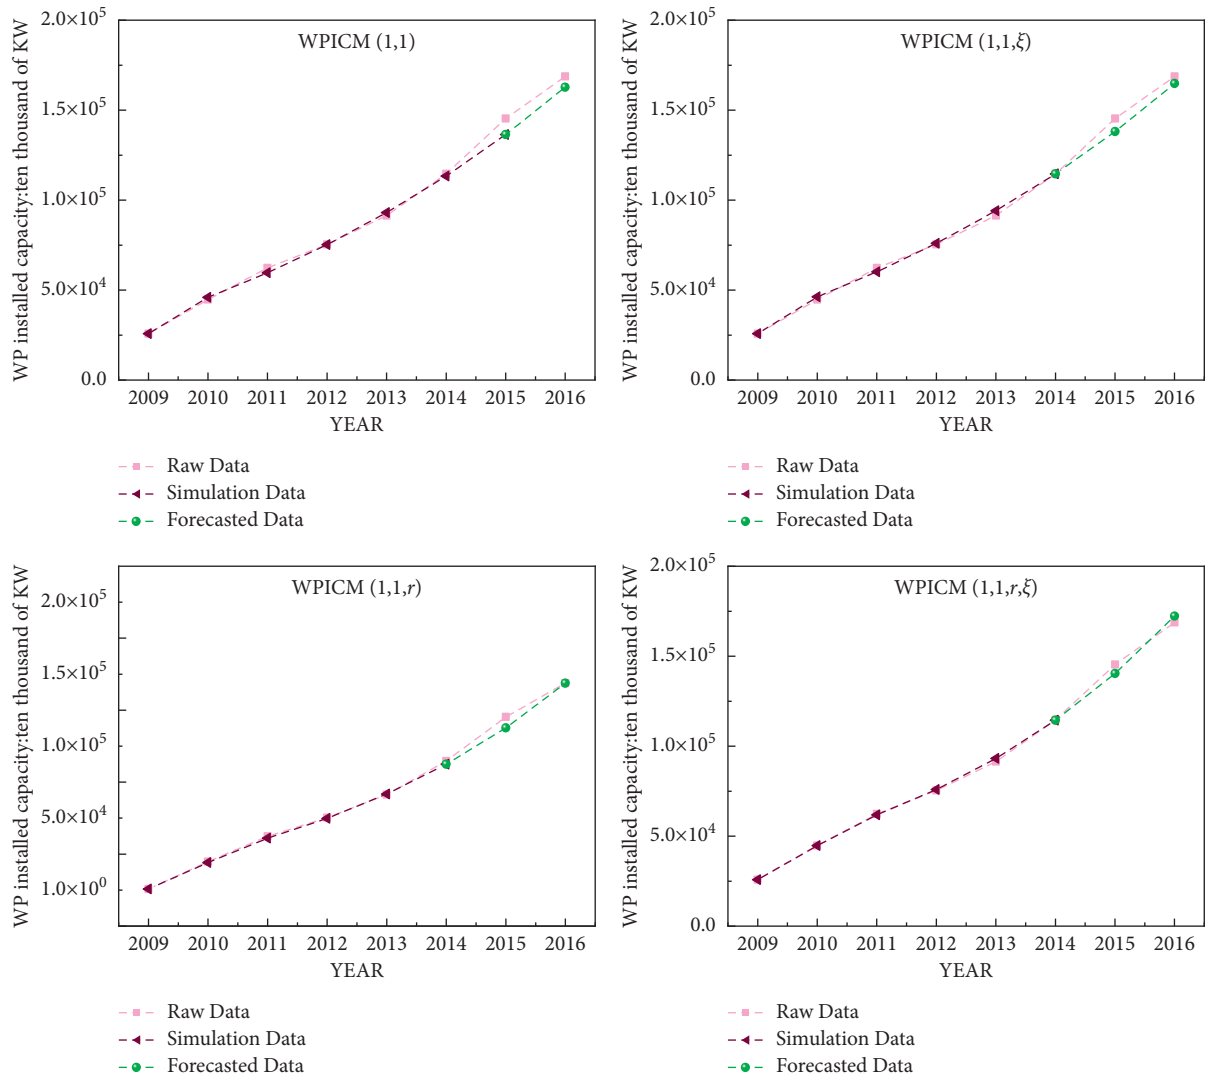 WPICM (1,1)
WP installed capacity:ten thousand of KW
2.0×10⁵
1.5×10⁵
1.0×10⁵
5.0×10⁴
0.0
2009 2010 2011 2012 2013 2014 2015 2016
YEAR
Raw Data
Simulation Data
Forecasted Data
WPICM (1,1,ξ)
WP installed capacity:ten thousand of KW
2.0×10⁵
1.5×10⁵
1.0×10⁵
5.0×10⁴
0.0
2009 2010 2011 2012 2013 2014 2015 2016
YEAR
Raw Data
Simulation Data
Forecasted Data
WPICM (1,1,r)
WP installed capacity:ten thousand of KW
2.0×10⁵
1.5×10⁵
1.0×10⁵
5.0×10⁴
1.0×10⁰
2009 2010 2011 2012 2013 2014 2015 2016
YEAR
Raw Data
Simulation Data
Forecasted Data
WPICM (1,1,r,ξ)
WP installed capacity:ten thousand of KW
2.0×10⁵
1.5×10⁵
1.0×10⁵
5.0×10⁴
0.0
2009 2010 2011 2012 2013 2014 2015 2016
YEAR
Raw Data
Simulation Data
Forecasted Data